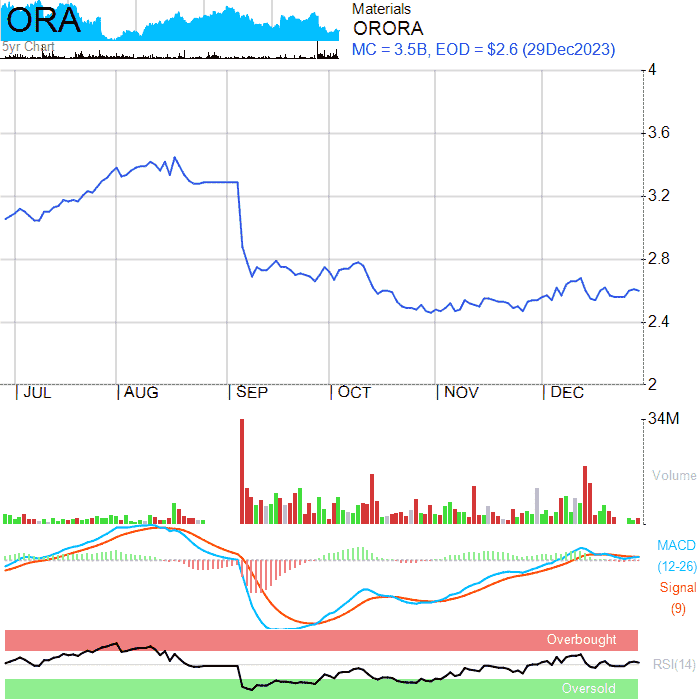 ORA
5yr Chart
Materials
ORORA
MC = 3.5B, EOD = $2.6 (29Dec2023)
4
3.6
3.2
2.8
2.4
2
JUL AUG SEP OCT NOV DEC
34M
Volume
MACD
(12-26)
Signal
(9)
Overbought
RSI(14)
Oversold